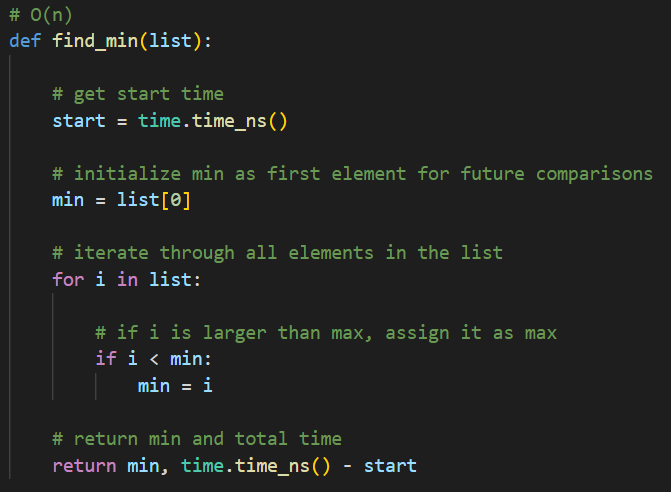 # O(n)
def find_min(list):
# get start time
start = time.time_ns()
# initialize min as first element for future comparisons
min = list[0]
# iterate through all elements in the list
for i in list:
# if i is larger than max, assign it as max
if i < min:
min = i
# return min and total time
return min, time.time_ns() - start